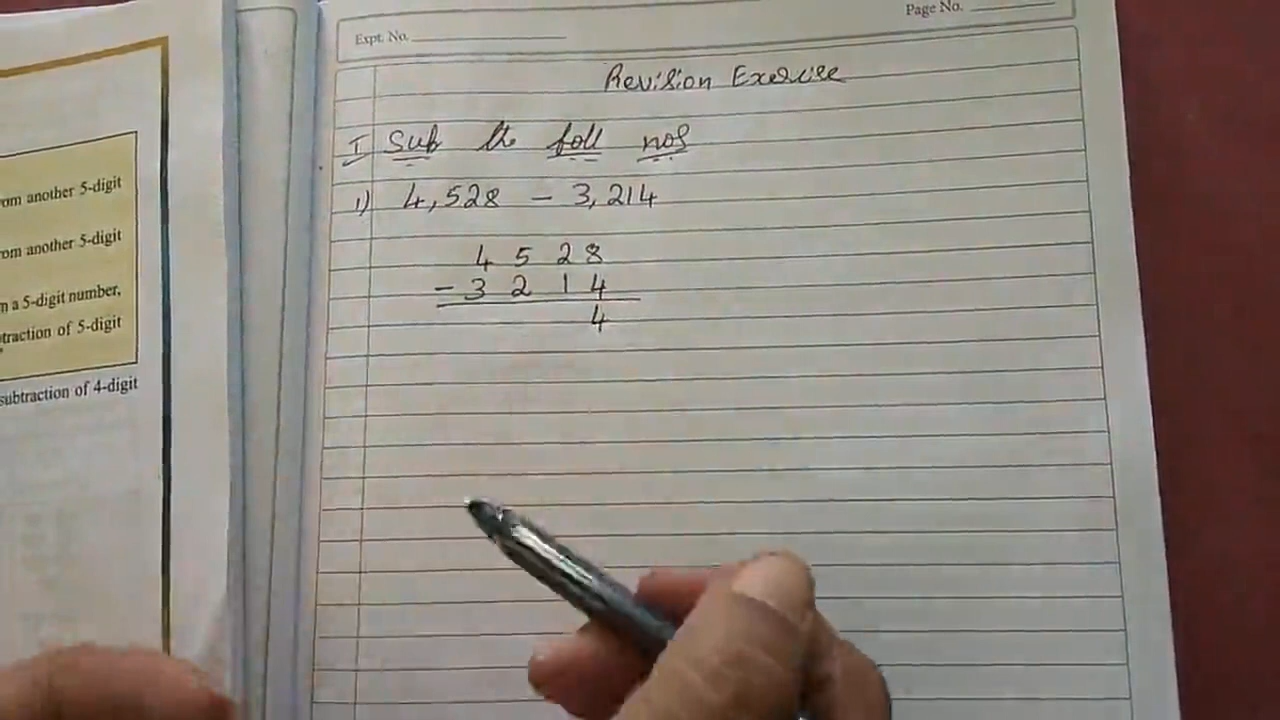 om another 5-digit
om another 5-digit
a 5-digit number,
traction of 5-digit
subtraction of 4-digit
Expt. No.
Page No.
Revision Exercise
I Sub the foll nos
1) 4,528 - 3,214
4 5 2 8
- 3 2 1 4
4